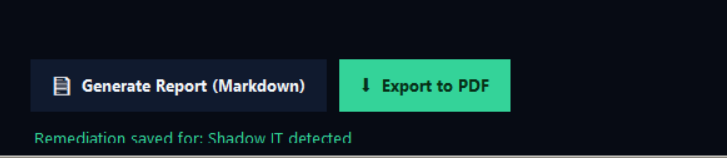 Generate Report (Markdown)
Export to PDF
Remediation saved for: Shadow IT detected